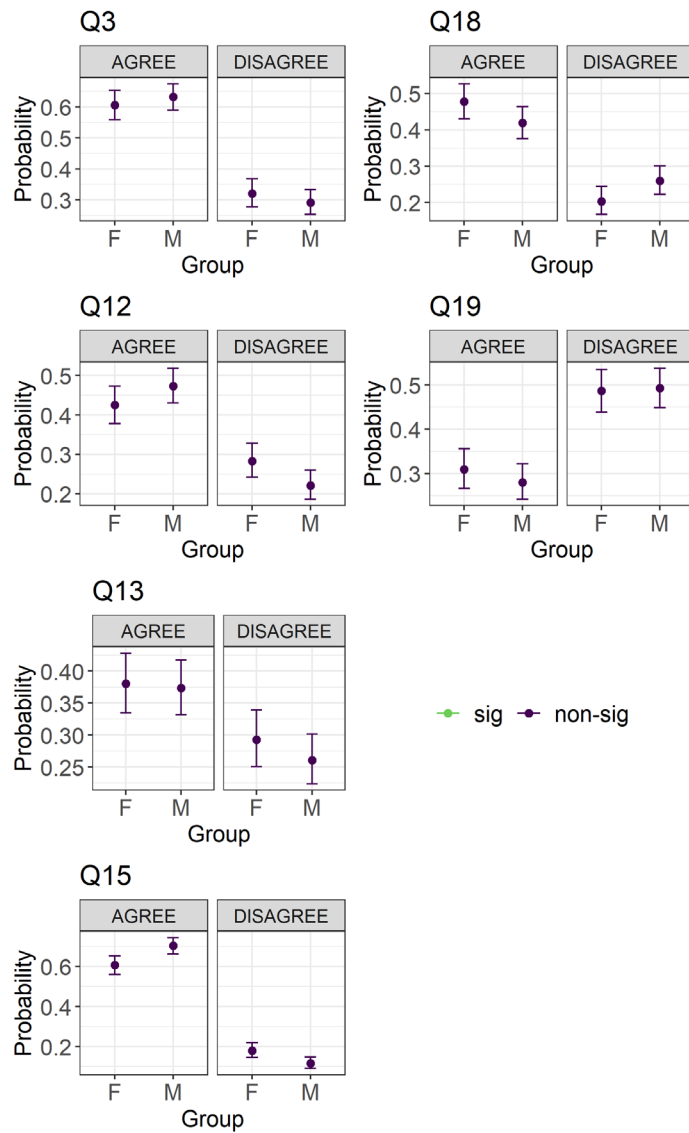 Q3
AGREE DISAGREE
Probability
0.6
0.5
0.4
0.3
F M F M
Group
Q18
AGREE DISAGREE
Probability
0.5
0.4
0.3
0.2
F M F M
Group
Q12
AGREE DISAGREE
Probability
0.5
0.4
0.3
0.2
F M F M
Group
Q19
AGREE DISAGREE
Probability
0.5
0.4
0.3
F M F M
Group
Q13
AGREE DISAGREE
Probability
0.40
0.35
0.30
0.25
F M F M
Group
sig non-sig
Q15
AGREE DISAGREE
Probability
0.6
0.4
0.2
F M F M
Group